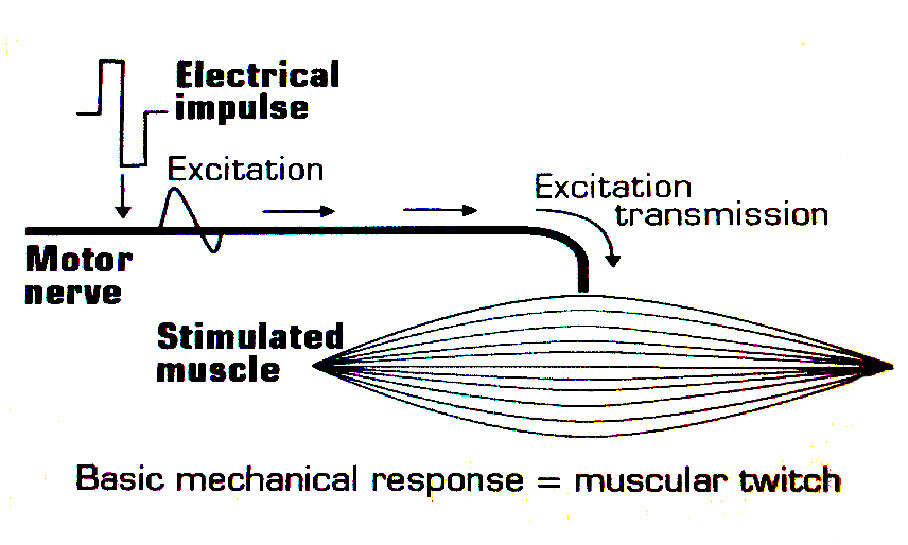 Electrical
impulse
Excitation
Excitation
transmission
Motor
nerve
Stimulated
muscle
Basic mechanical response = muscular twitch